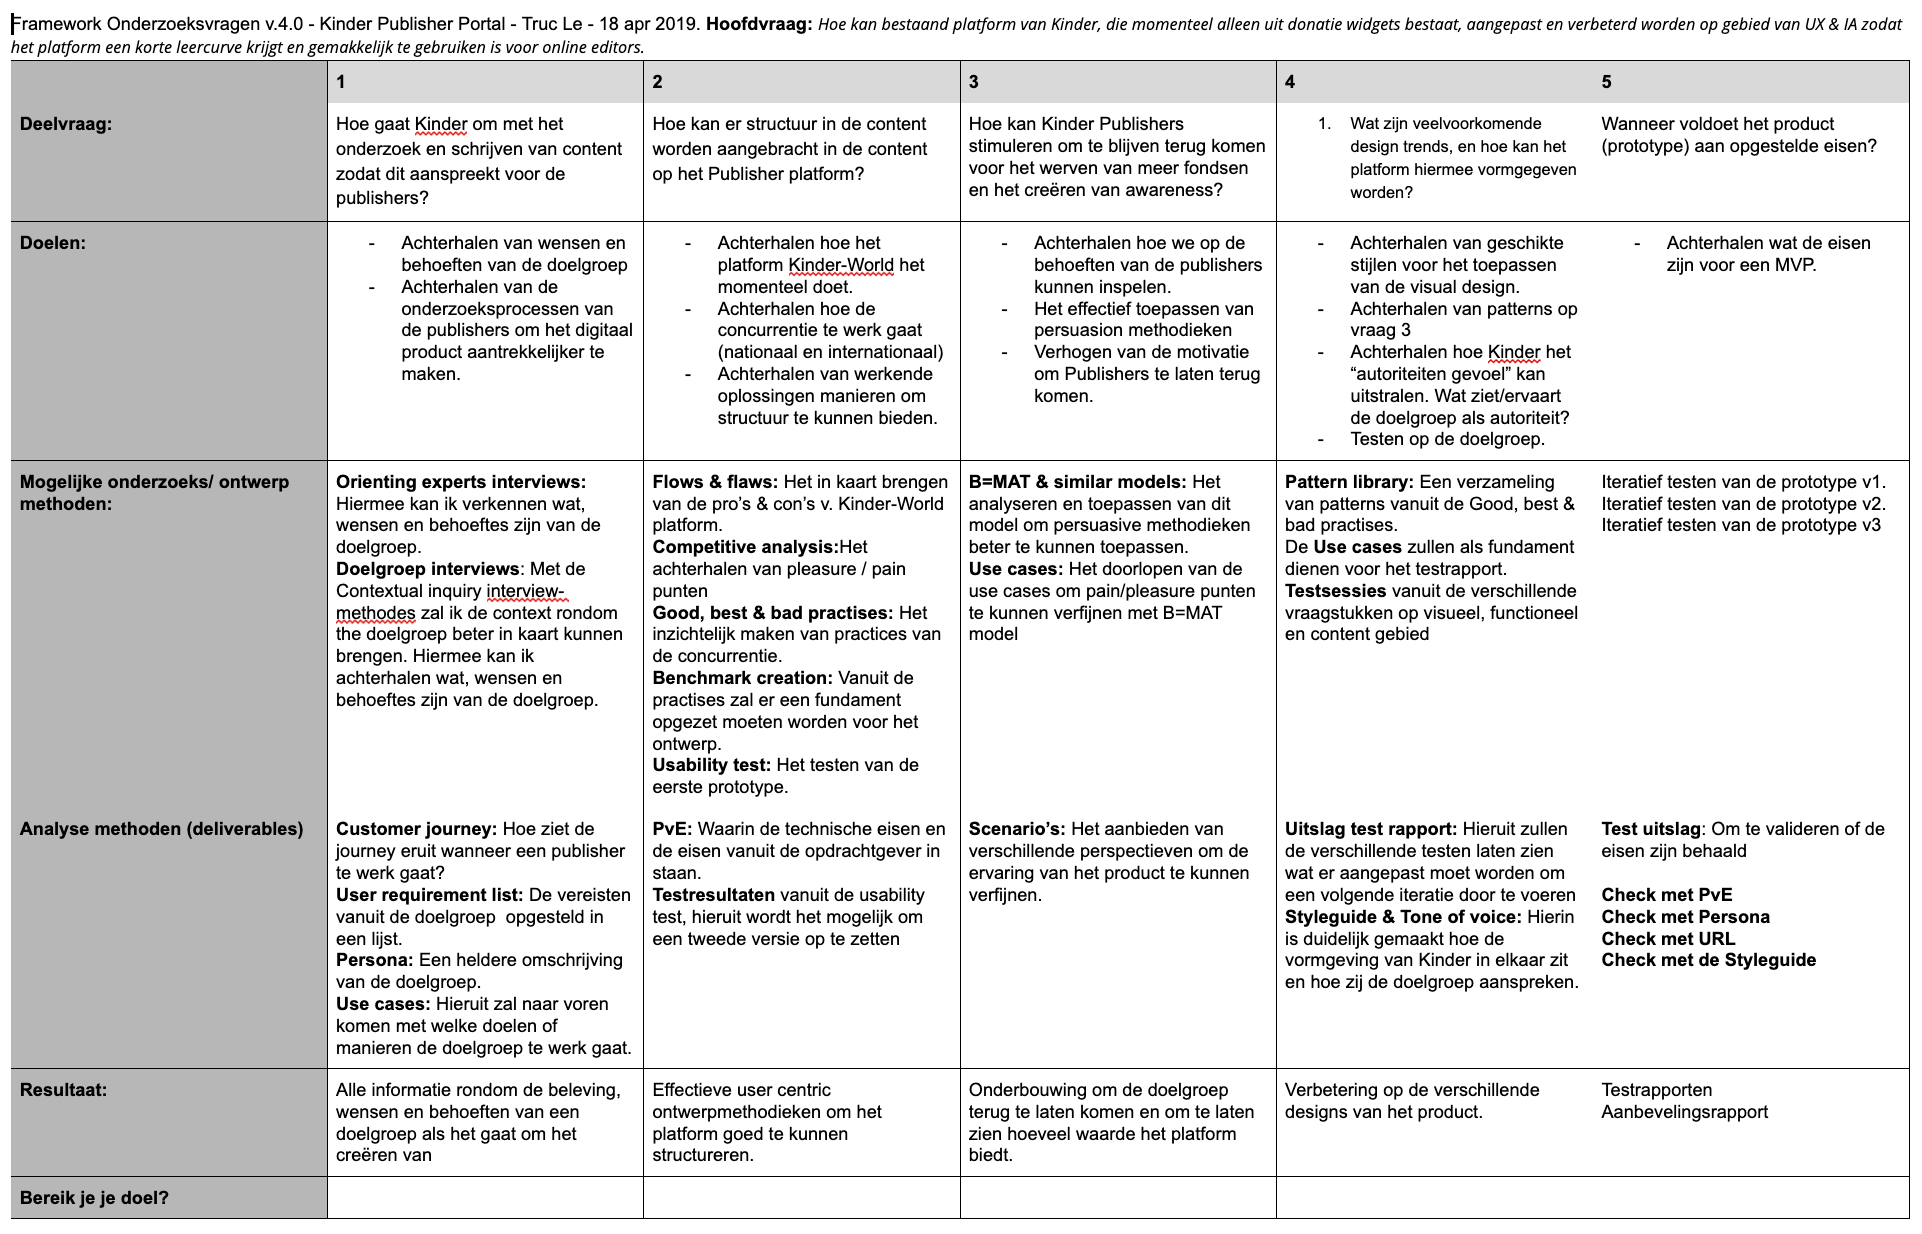 Framework Onderzoeksvragen v.4.0 - Kinder Publisher Portal - Truc Le - 18 apr 2019. Hoofdvraag: Hoe kan bestaand platform van Kinder, die momenteel alleen uit donatie widgets bestaat, aangepast en verbeterd worden op gebied van UX & IA zodat
het platform een korte leercurve krijgt en gemakkelijk te gebruiken is voor online editors.
1
2
3
4
5
Deelvraag:
Hoe gaat Kinder om met het
onderzoek en schrijven van content
zodat dit aanspreekt voor de
publishers?
Hoe kan er structuur in de content
worden aangebracht in de content
op het Publisher platform?
Hoe kan Kinder Publishers
stimuleren om te blijven terug komen
voor het werven van meer fondsen
en het creëren van awareness?
1. Wat zijn veelvoorkomende
design trends, en hoe kan het
platform hiermee vormgegeven
worden?
Wanneer voldoet het product
(prototype) aan opgestelde eisen?
Doelen:
- Achterhalen van wensen en
behoeften van de doelgroep
- Achterhalen van de
onderzoeksprocessen van
de publishers om het digitaal
product aantrekkelijker te
maken.
- Achterhalen hoe het
platform Kinder-World het
momenteel doet.
- Achterhalen hoe de
concurrentie te werk gaat
(nationaal en internationaal)
- Achterhalen van werkende
oplossingen manieren om
structuur te kunnen bieden.
- Achterhalen hoe we op de
behoeften van de publishers
kunnen inspelen.
- Het effectief toepassen van
persuasion methodieken
- Verhogen van de motivatie
om Publishers te laten terug
komen.
- Achterhalen van geschikte
stijlen voor het toepassen
van de visual design.
- Achterhalen van patterns op
vraag 3
- Achterhalen hoe Kinder het
“autoriteiten gevoel” kan
uitstralen. Wat ziet/ervaart
de doelgroep als autoriteit?
- Testen op de doelgroep.
- Achterhalen wat de eisen
zijn voor een MVP.
Mogelijke onderzoeks/ ontwerp
methoden:
Orienting experts interviews:
Hiermee kan ik verkennen wat,
wensen en behoeftes zijn van de
doelgroep.
Doelgroep interviews: Met de
Contextual inquiry interview-
methodes zal ik de context rondom
the doelgroep beter in kaart kunnen
brengen. Hiermee kan ik
achterhalen wat, wensen en
behoeftes zijn van de doelgroep.
Flows & flaws: Het in kaart brengen
van de pro’s & con’s v. Kinder-World
platform.
Competitive analysis:Het
achterhalen van pleasure / pain
punten
Good, best & bad practises: Het
inzichtelijk maken van practices van
de concurrentie.
Benchmark creation: Vanuit de
practises zal er een fundament
opgezet moeten worden voor het
ontwerp.
Usability test: Het testen van de
eerste prototype.
B=MAT & similar models: Het
analyseren en toepassen van dit
model om persuasive methodieken
beter te kunnen toepassen.
Use cases: Het doorlopen van de
use cases om pain/pleasure punten
te kunnen verfijnen met B=MAT
model
Pattern library: Een verzameling
van patterns vanuit de Good, best &
bad practises.
De Use cases zullen als fundament
dienen voor het testrapport.
Testsessies vanuit de verschillende
vraagstukken op visueel, functioneel
en content gebied
Iteratief testen van de prototype v1.
Iteratief testen van de prototype v2.
Iteratief testen van de prototype v3
Analyse methoden (deliverables)
Customer journey: Hoe ziet de
journey eruit wanneer een publisher
te werk gaat?
User requirement list: De vereisten
vanuit de doelgroep opgesteld in
een lijst.
Persona: Een heldere omschrijving
van de doelgroep.
Use cases: Hieruit zal naar voren
komen met welke doelen of
manieren de doelgroep te werk gaat.
PvE: Waarin de technische eisen en
de eisen vanuit de opdrachtgever in
staan.
Testresultaten vanuit de usability
test, hieruit wordt het mogelijk om
een tweede versie op te zetten
Scenario’s: Het aanbieden van
verschillende perspectieven om de
ervaring van het product te kunnen
verfijnen.
Uitslag test rapport: Hieruit zullen
de verschillende testen laten zien
wat er aangepast moet worden om
een volgende iteratie door te voeren
Styleguide & Tone of voice: Hierin
is duidelijk gemaakt hoe de
vormgeving van Kinder in elkaar zit
en hoe zij de doelgroep aanspreken.
Test uitslag: Om te valideren of de
eisen zijn behaald
Check met PvE
Check met Persona
Check met URL
Check met de Styleguide
Resultaat:
Alle informatie rondom de beleving,
wensen en behoeften van een
doelgroep als het gaat om het
creëren van
Effectieve user centric
ontwerpmethodieken om het
platform goed te kunnen
structureren.
Onderbouwing om de doelgroep
terug te laten komen en om te laten
zien hoeveel waarde het platform
biedt.
Verbetering op de verschillende
designs van het product.
Testrapporten
Aanbevelingsrapport
Bereik je je doel?